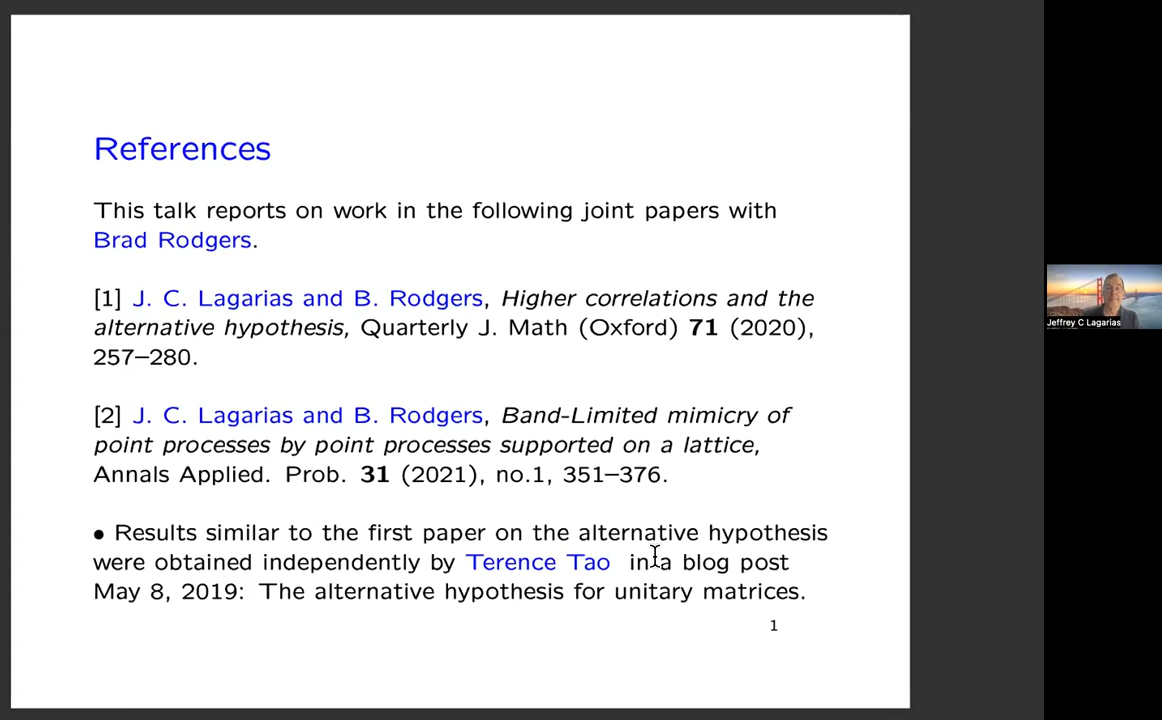 References
This talk reports on work in the following joint papers with
Brad Rodgers.
[1] J. C. Lagarias and B. Rodgers, Higher correlations and the
alternative hypothesis, Quarterly J. Math (Oxford) 71 (2020),
257–280.
[2] J. C. Lagarias and B. Rodgers, Band-Limited mimicry of
point processes by point processes supported on a lattice,
Annals Applied. Prob. 31 (2021), no.1, 351–376.
• Results similar to the first paper on the alternative hypothesis
were obtained independently by Terence Tao in a blog post
May 8, 2019: The alternative hypothesis for unitary matrices.
1
Jeffrey C Lagarias